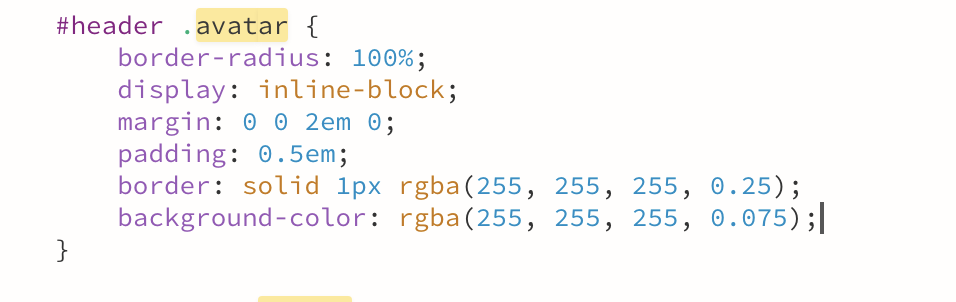 #header .avatar {
    border-radius: 100%;
    display: inline-block;
    margin: 0 0 2em 0;
    padding: 0.5em;
    border: solid 1px rgba(255, 255, 255, 0.25);
    background-color: rgba(255, 255, 255, 0.075);
}